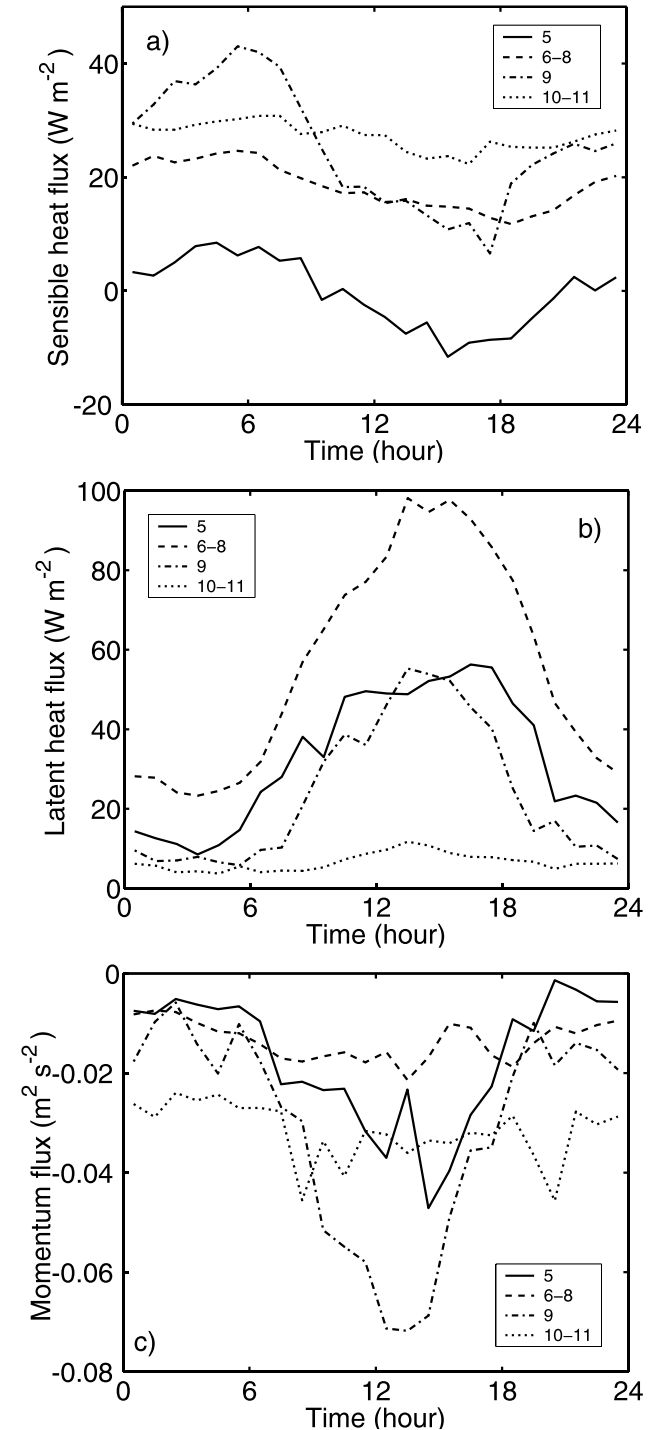 a)
5
6−8
9
10−11
Sensible heat flux (W m-2)
40
20
0
-20
0 6 12 18 24
Time (hour)
b)
5
6−8
9
10−11
Latent heat flux (W m-2)
100
80
60
40
20
0
0 6 12 18 24
Time (hour)
Momentum flux (m2 s-2)
0
-0.02
-0.04
-0.06
-0.08
5
6−8
9
10−11
c)
0 6 12 18 24
Time (hour)